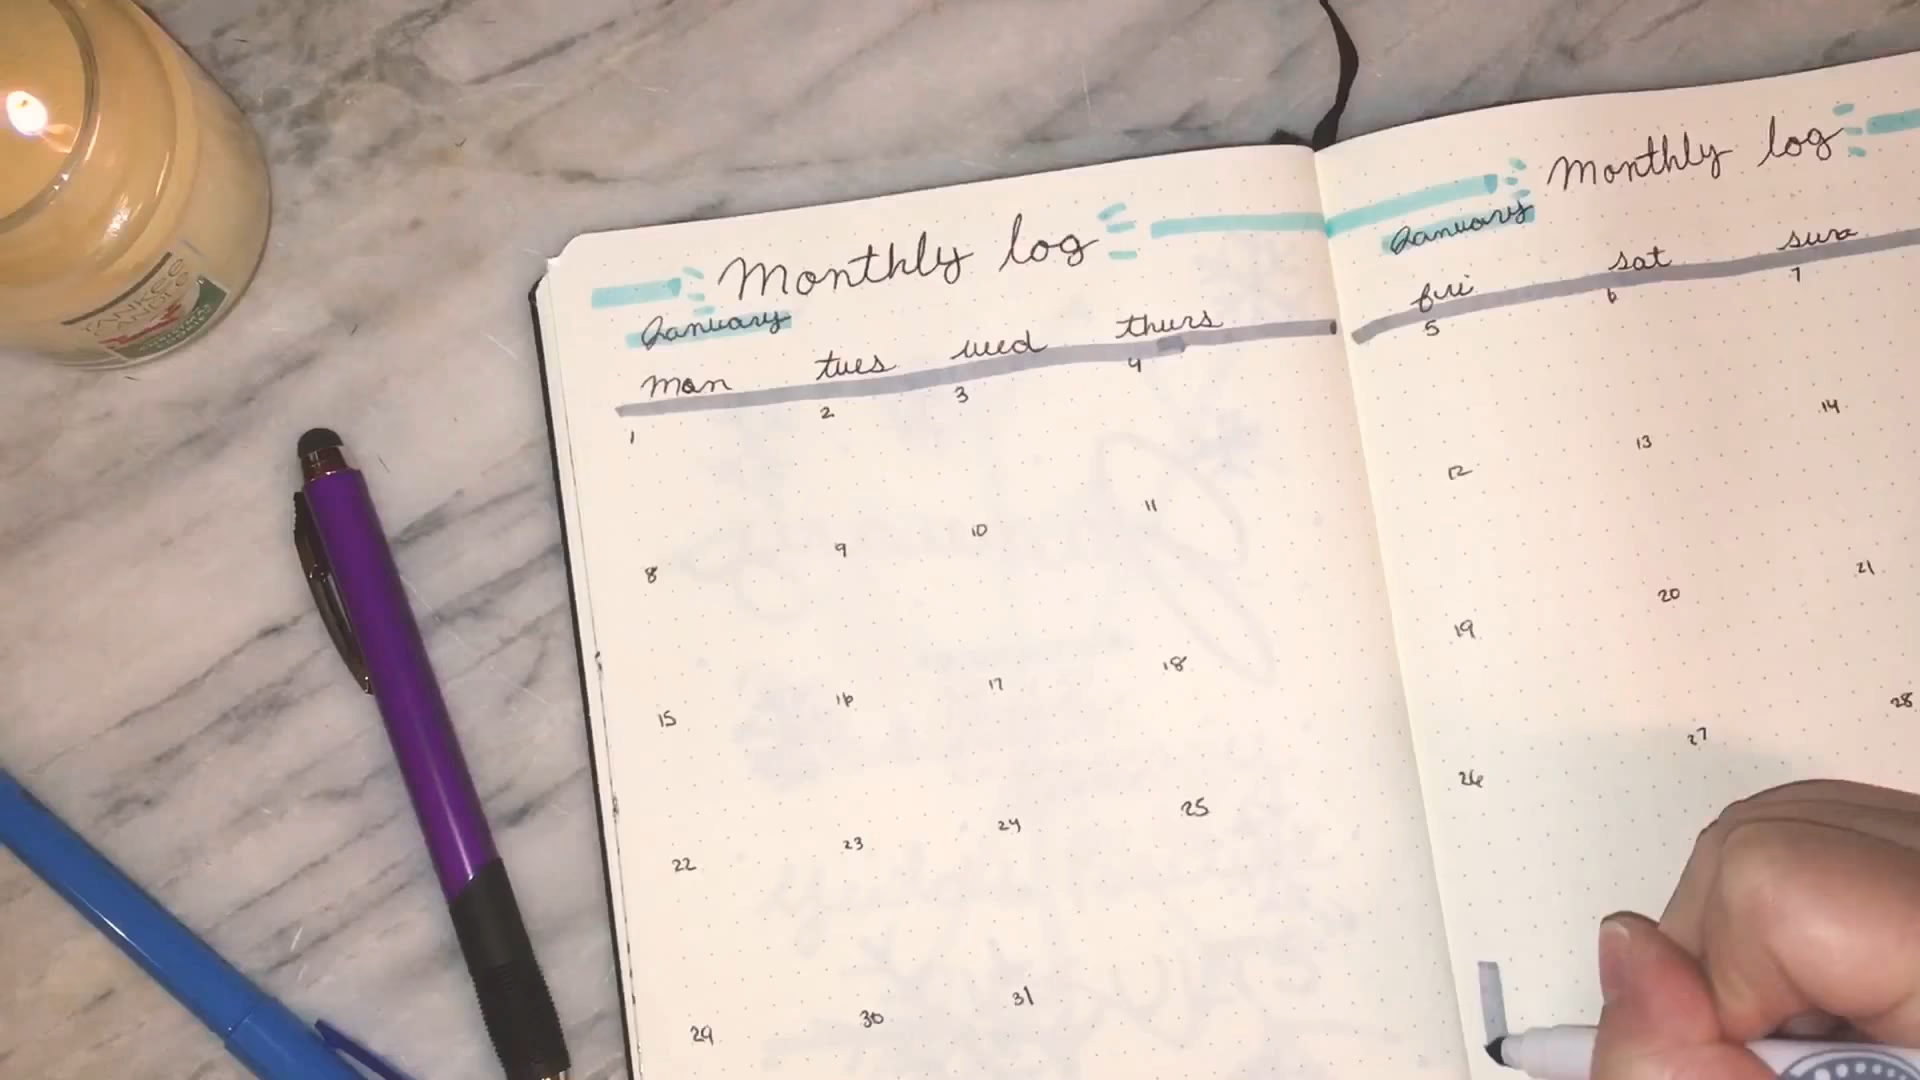 YANKEE
CANDLE
Monthly log
January
mon tues wed thurs
1 2 3 4
8 9 10 11
15 16 17 18
22 23 24 25
29 30 31
Monthly log
January
fri sat sun
5 6 7
12 13 14
19 20 21
26 27 28